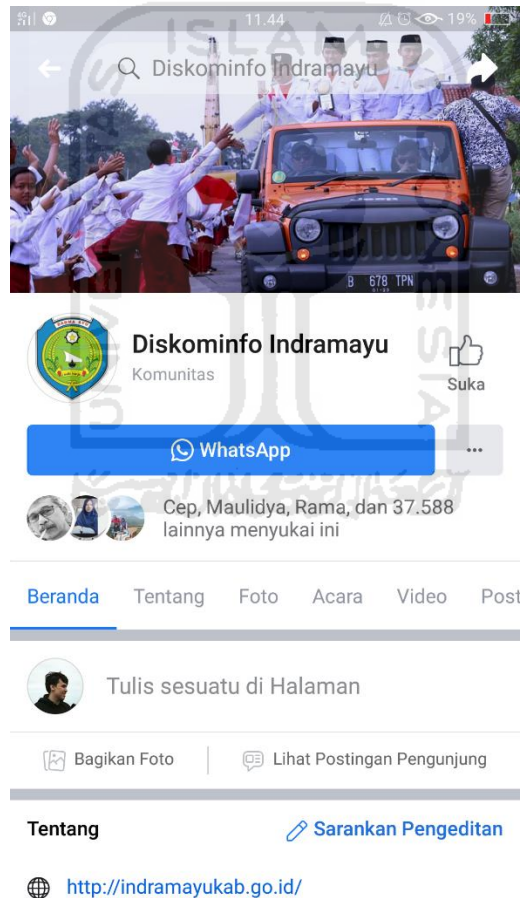 11.44
19%
Diskominfo Indramayu
Jeep
B 678 TPN
Diskominfo Indramayu
Komunitas
Suka
WhatsApp
Cep, Maulidya, Rama, dan 37.588
lainnya menyukai ini
Beranda Tentang Foto Acara Video Post
Tulis sesuatu di Halaman
Bagikan Foto Lihat Postingan Pengunjung
Tentang Sarankan Pengeditan
http://indramayukab.go.id/